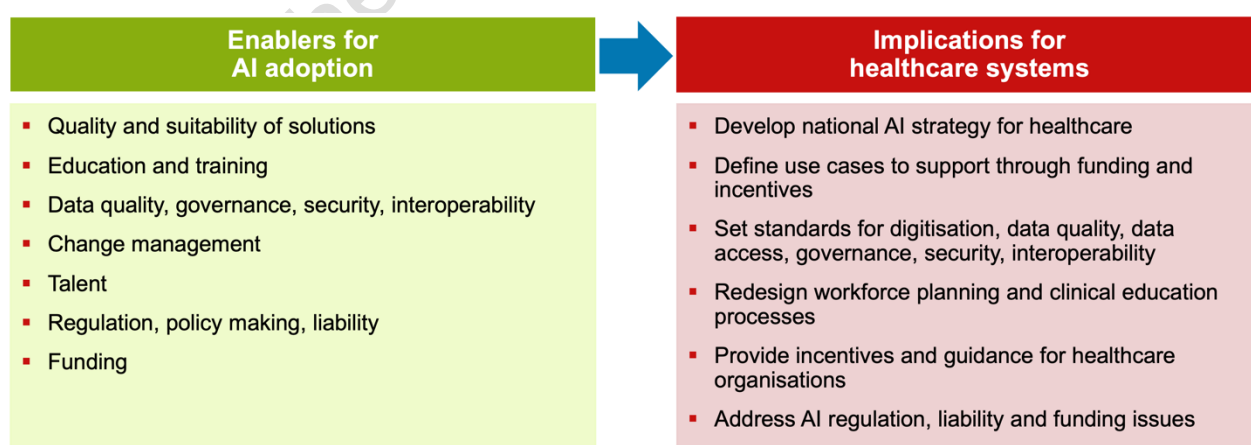 Enablers for
AI adoption
Quality and suitability of solutions
Education and training
Data quality, governance, security, interoperability
Change management
Talent
Regulation, policy making, liability
Funding
Implications for
healthcare systems
Develop national AI strategy for healthcare
Define use cases to support through funding and
incentives
Set standards for digitisation, data quality, data
access, governance, security, interoperability
Redesign workforce planning and clinical education
processes
Provide incentives and guidance for healthcare
organisations
Address AI regulation, liability and funding issues